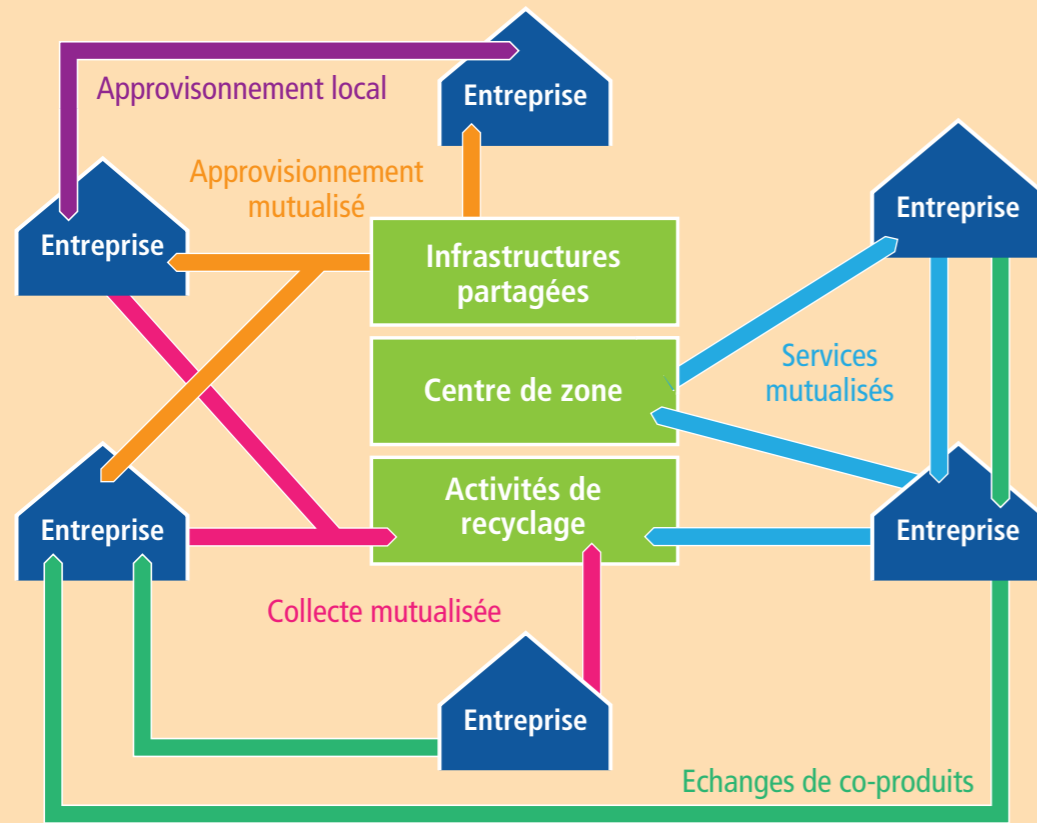 Approvisonnement local
Entreprise
Approvisionnement
mutualisé
Entreprise
Entreprise
Infrastructures
partagées
Centre de zone
Services
mutualisés
Activités de
recyclage
Entreprise
Entreprise
Collecte mutualisée
Entreprise
Echanges de co-produits